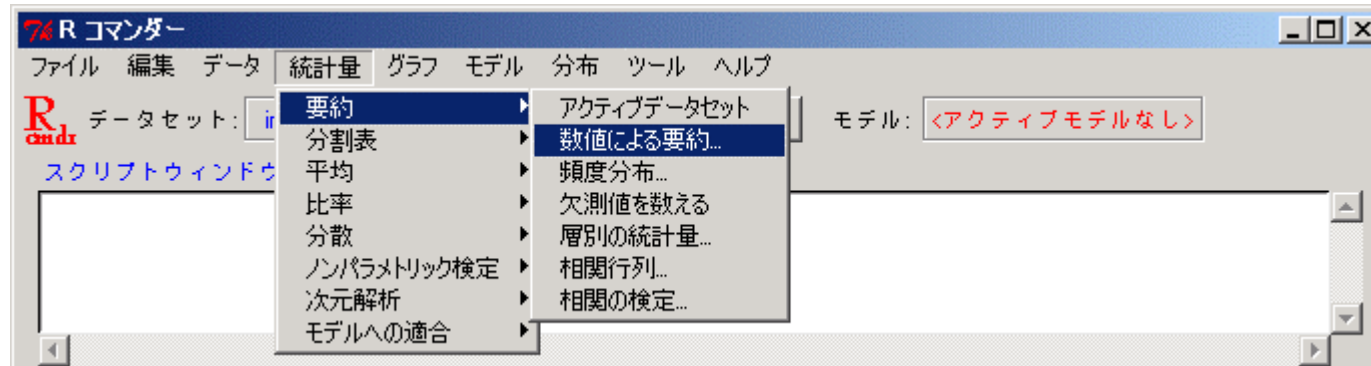 R コマンダー
ファイル 編集 データ 統計量 グラフ モデル 分布 ツール ヘルプ
R cmdr データセット: モデル: <アクティブモデルなし>
スクリプトウィンドウ
要約
分割表
平均
比率
分散
ノンパラメトリック検定
次元解析
モデルへの適合
アクティブデータセット
数値による要約...
頻度分布...
欠測値を数える
層別の統計量...
相関行列...
相関の検定...